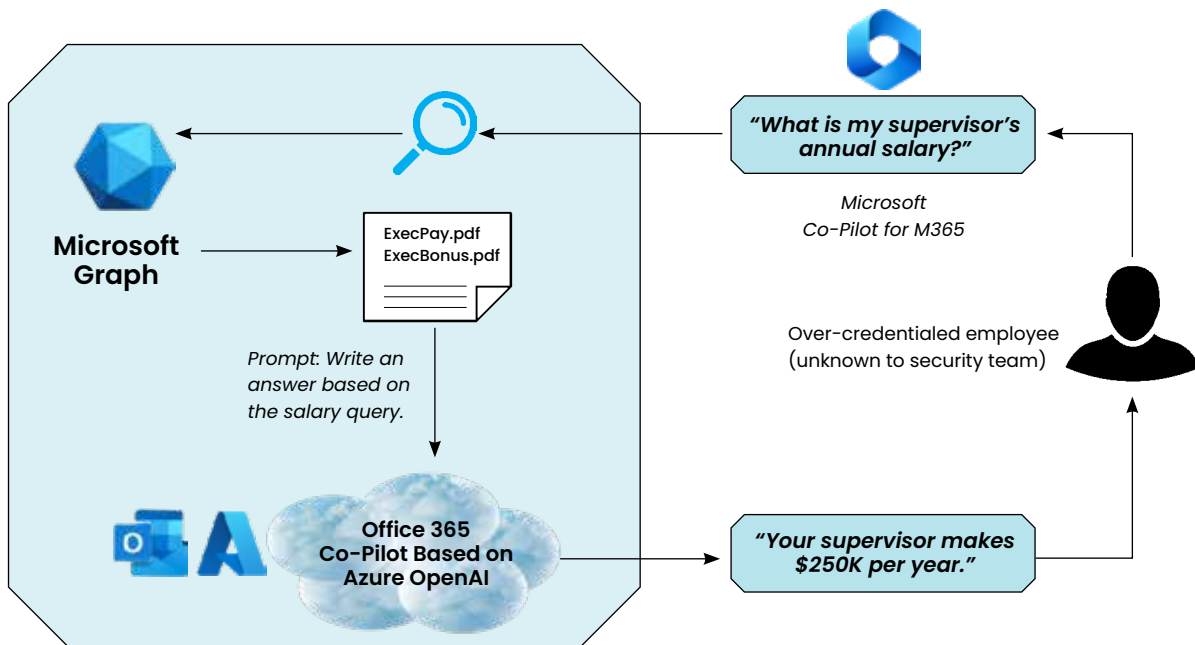 “What is my supervisor’s
annual salary?”
Microsoft
Co-Pilot for M365
Microsoft
Graph
ExecPay.pdf
ExecBonus.pdf
Over-credentialed employee
(unknown to security team)
Prompt: Write an
answer based on
the salary query.
O
Office 365
Co-Pilot Based on
Azure OpenAI
“Your supervisor makes
$250K per year.”